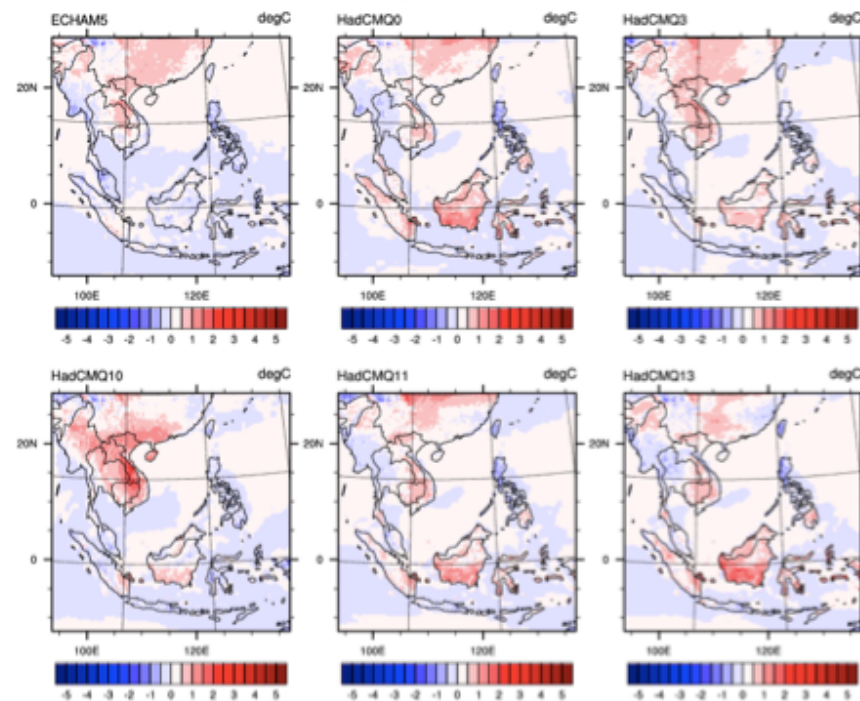 ECHAM5 degC
HadCMQ0 degC
HadCMQ3 degC
20N 20N 20N
0 0 0
100E 120E 100E 120E 100E 120E
-5 -4 -3 -2 -1 0 1 2 3 4 5
-5 -4 -3 -2 -1 0 1 2 3 4 5
-5 -4 -3 -2 -1 0 1 2 3 4 5
HadCMQ10 degC
HadCMQ11 degC
HadCMQ13 degC
20N 20N 20N
0 0 0
100E 120E 100E 120E 100E 120E
-5 -4 -3 -2 -1 0 1 2 3 4 5
-5 -4 -3 -2 -1 0 1 2 3 4 5
-5 -4 -3 -2 -1 0 1 2 3 4 5